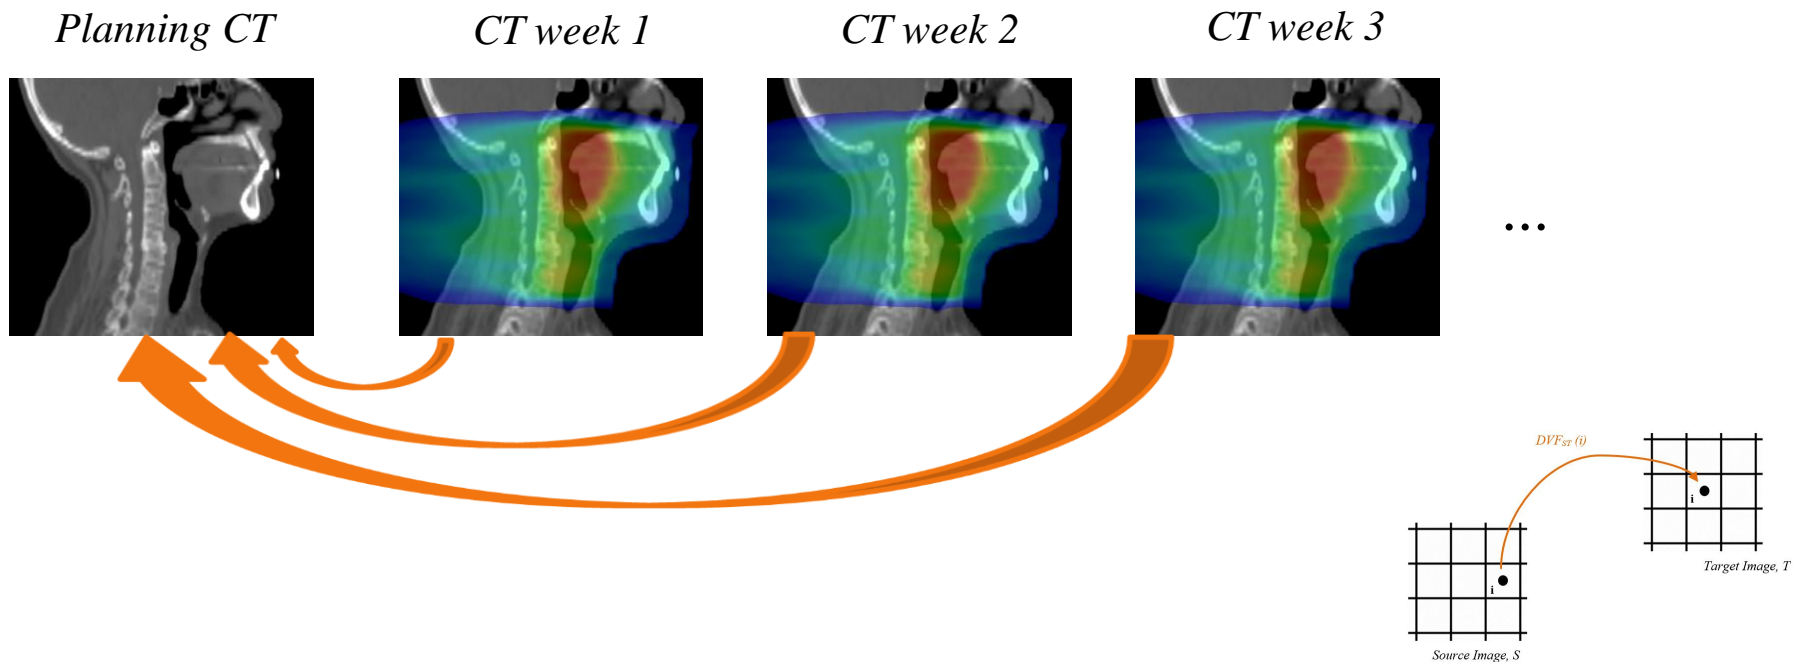 Planning CT
CT week 1
CT week 2
CT week 3
...
DVF_ST (i)
i
Target Image, T
i
Source Image, S